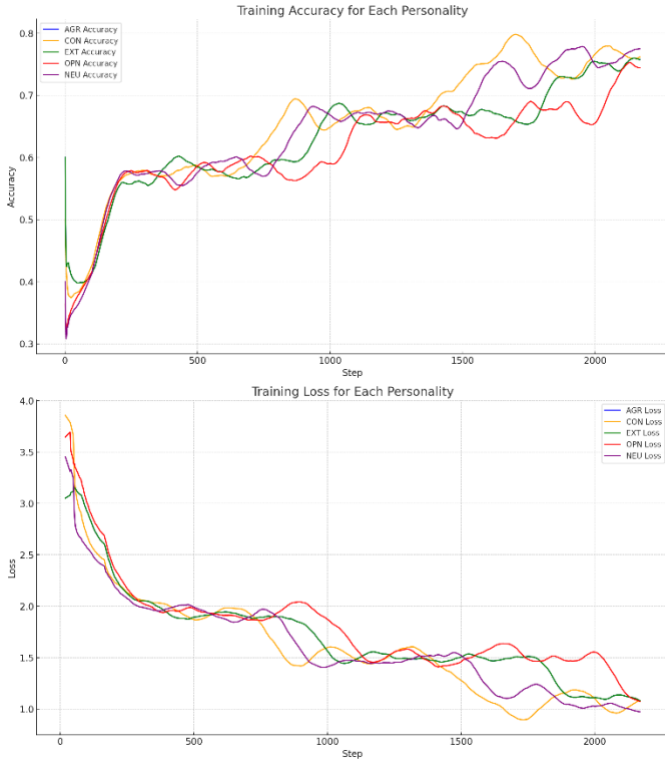 Training Accuracy for Each Personality
AGR Accuracy
CON Accuracy
EXT Accuracy
OPN Accuracy
NEU Accuracy
0.8
0.7
0.6
0.5
0.4
0.3
Accuracy
0
500
1000
1500
2000
Step
Training Loss for Each Personality
AGR Loss
CON Loss
EXT Loss
OPN Loss
NEU Loss
4.0
3.5
3.0
2.5
2.0
1.5
1.0
Loss
0
500
1000
1500
2000
Step